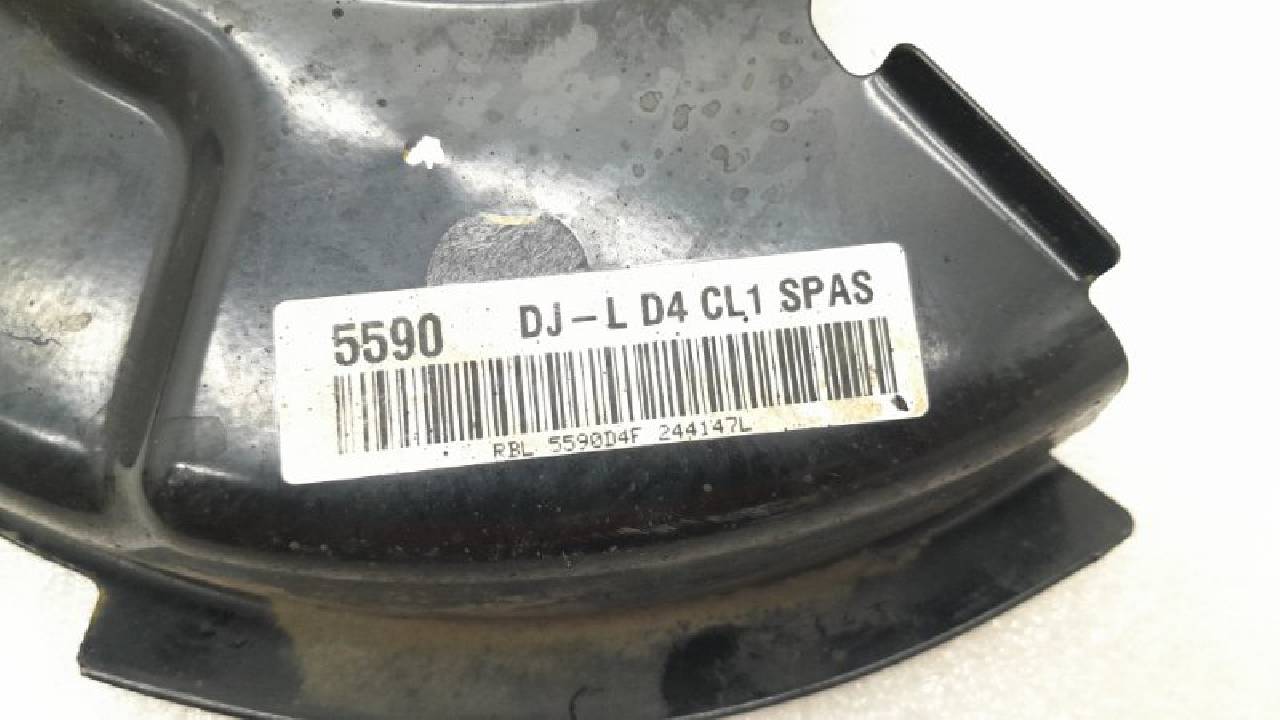 5590 DJ-L D4 CL1 SPAS
RBL 5590D4F 244147L